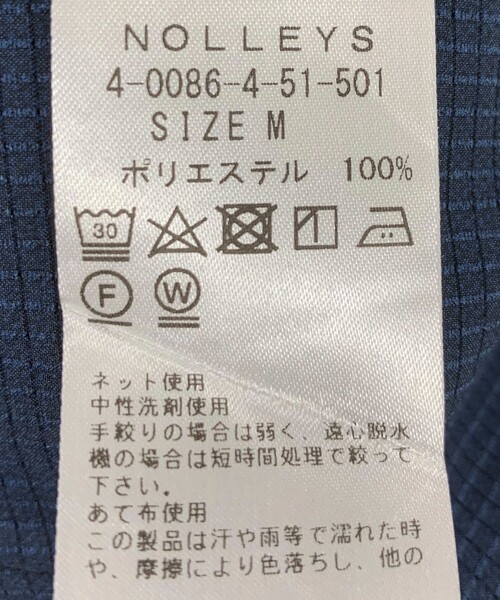 NOLLEYS
4-0086-4-51-501
SIZE M
ポリエステル 100%
30
F W
ネット使用
中性洗剤使用
手絞りの場合は弱く、遠心脱水
機の場合は短時間処理で絞って
下さい。
あて布使用
この製品は汗や雨等で濡れた時
や、摩擦により色落ちし、他の